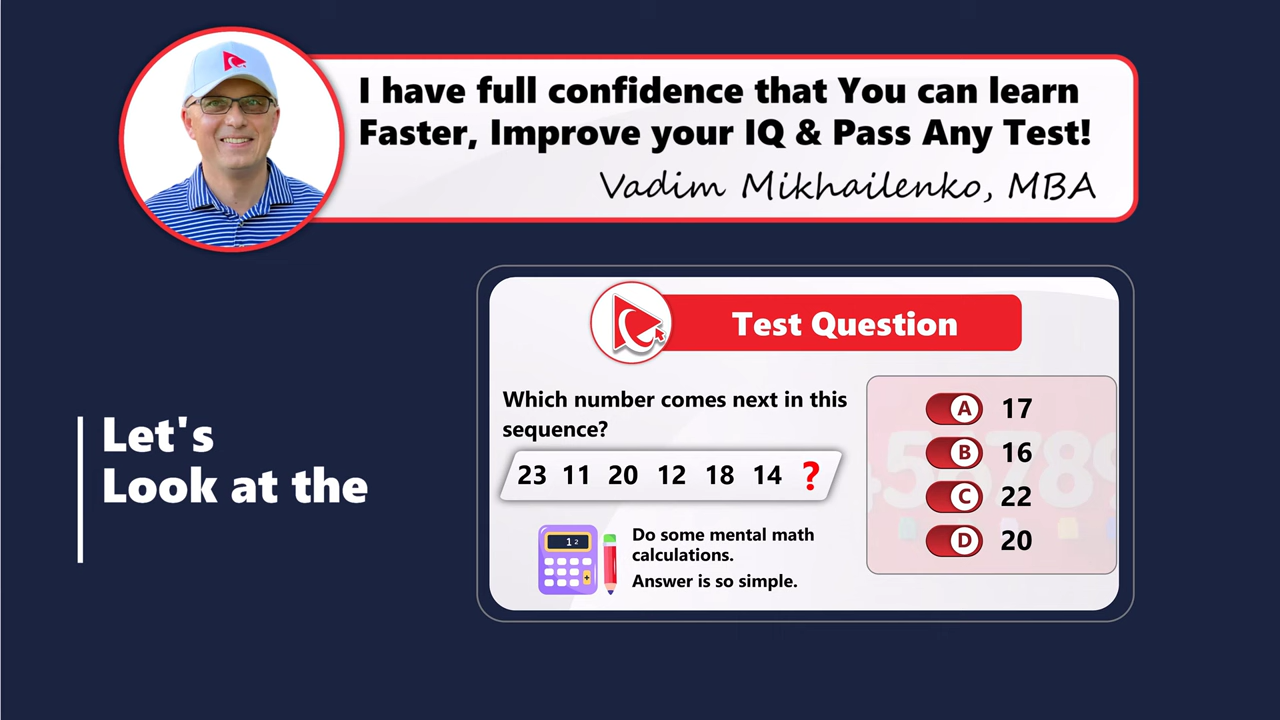 I have full confidence that You can learn
Faster, Improve your IQ & Pass Any Test!
Vadim Mikhailenko, MBA
Let's
Look at the
Test Question
Which number comes next in this
sequence?
23 11 20 12 18 14 ?
1 2
Do some mental math
calculations.
Answer is so simple.
A 17
B 16
C 22
D 20